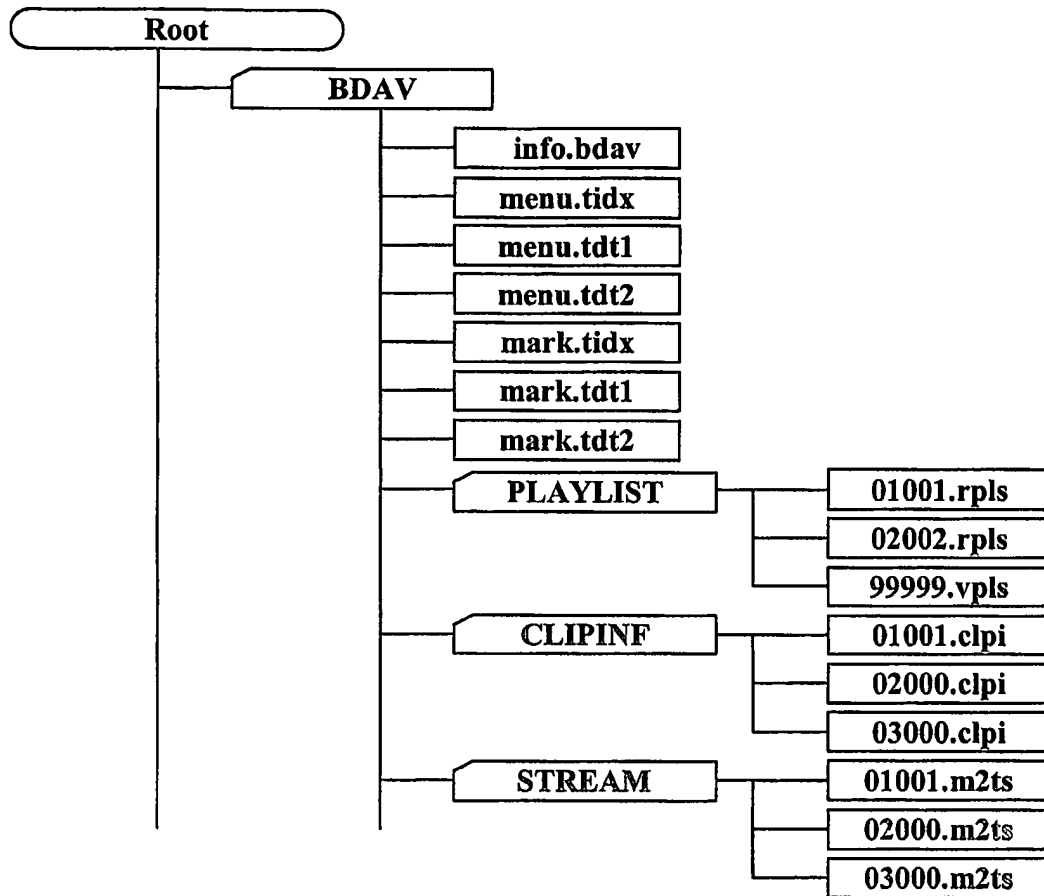 Root
BDAV
info.bdav
menu.tidx
menu.tdt1
menu.tdt2
mark.tidx
mark.tdt1
mark.tdt2
PLAYLIST
01001.rpls
02002.rpls
99999.vpls
CLIPINF
01001.clpi
02000.clpi
03000.clpi
STREAM
01001.m2ts
02000.m2ts
03000.m2ts